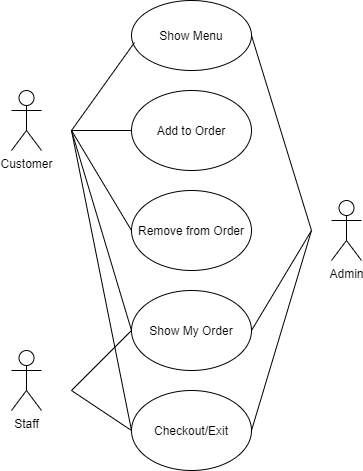 Show Menu
Add to Order
Customer
Remove from Order
Admin
Show My Order
Staff
Checkout/Exit